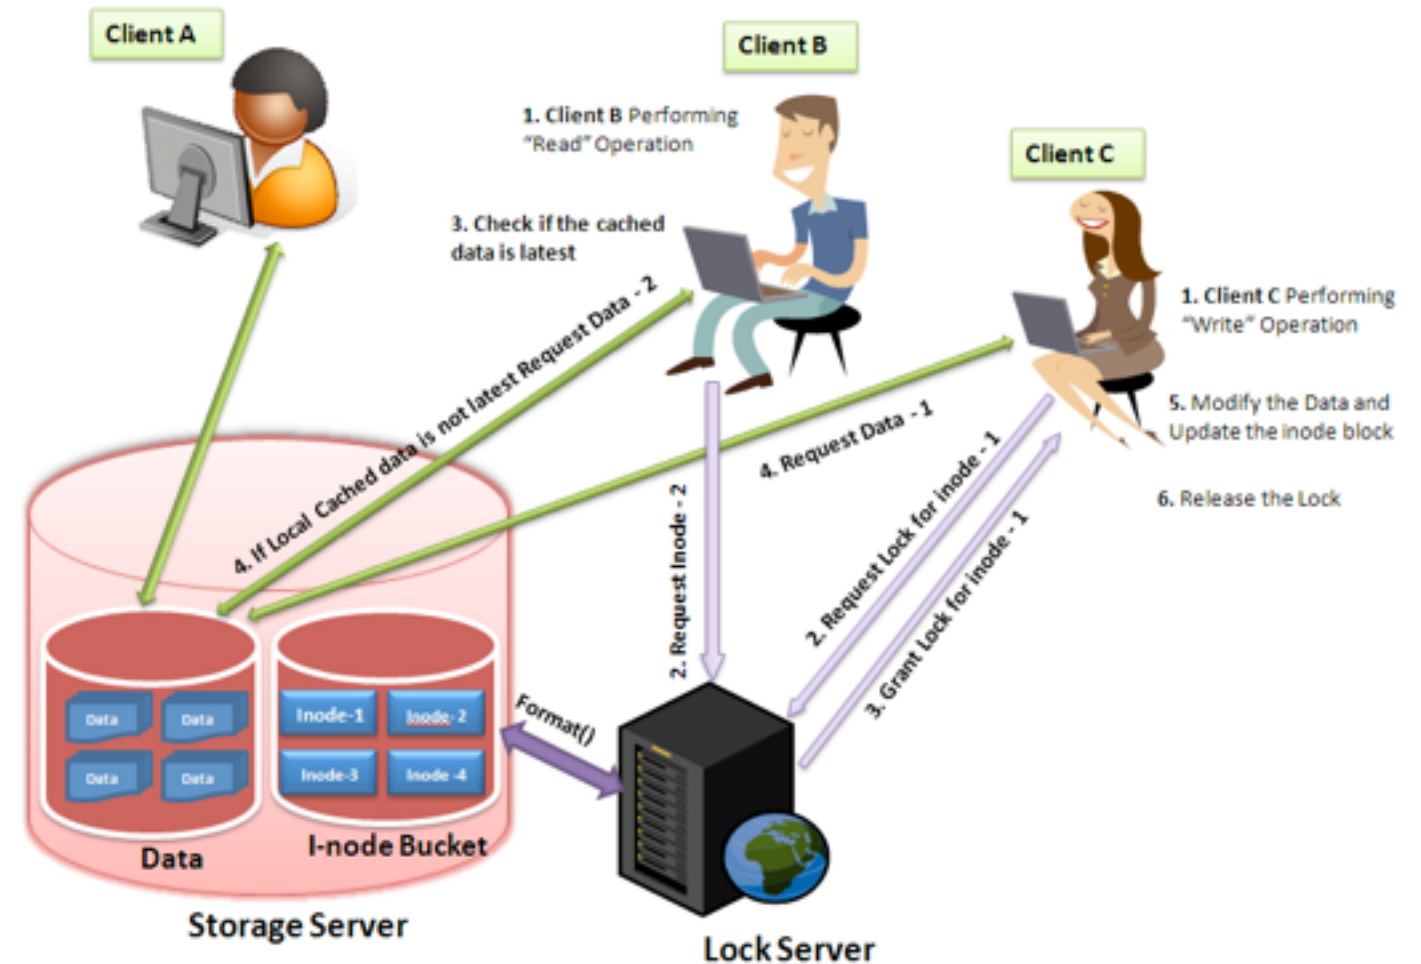 Client A
Client B
1. Client B Performing
"Read" Operation
Client C
3. Check if the cached
data is latest
1. Client C Performing
"Write" Operation
4. If Local Cached data is not latest Request Data - 2
4. Request Data - 1
5. Modify the Data and
Update the inode block
6. Release the Lock
2. Request Inode - 2
2. Request Lock for inode - 1
3. Grant Lock for inode - 1
Data
Data
Data
Data
Inode-1
Inode-2
Inode-3
Inode -4
Format()
Data
I-node Bucket
Storage Server
Lock Server